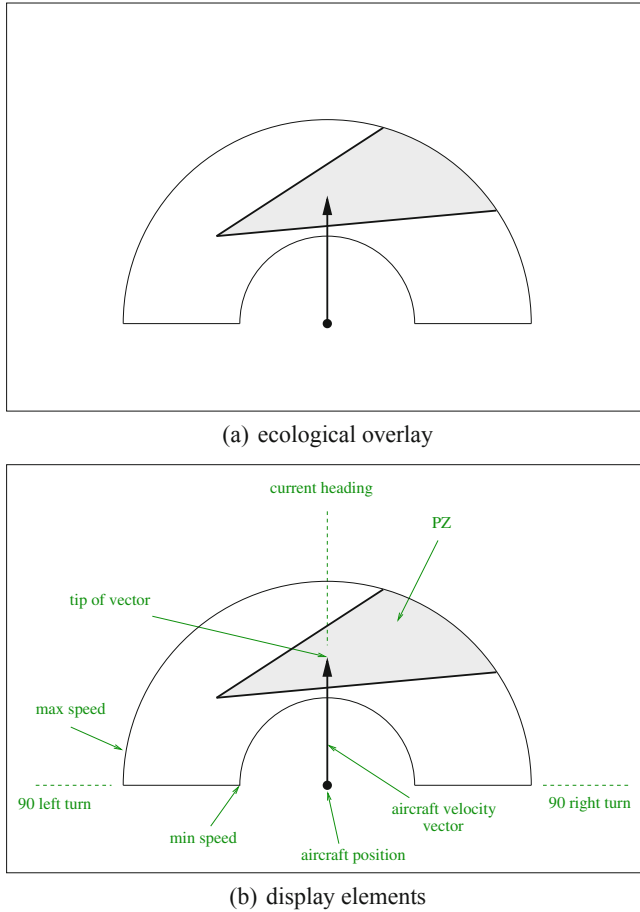 (a) ecological overlay
current heading
PZ
tip of vector
max speed
90 left turn
min speed
aircraft velocity
vector
90 right turn
aircraft position
(b) display elements